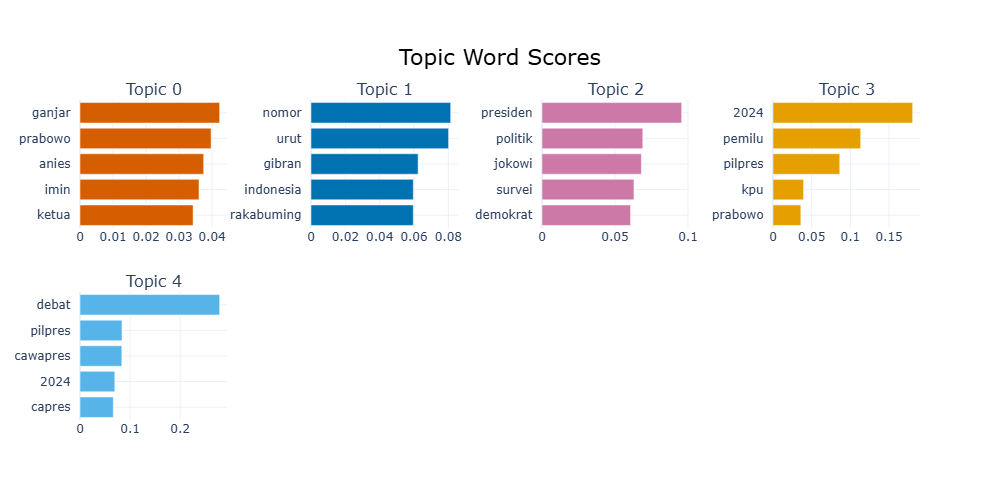 Topic Word Scores
Topic 0
ganjar
prabowo
anies
imin
ketua
0 0.01 0.02 0.03 0.04
Topic 1
nomor
urut
gibran
indonesia
rakabuming
0 0.02 0.04 0.06 0.08
Topic 2
presiden
politik
jokowi
survei
demokrat
0 0.05 0.1
Topic 3
2024
pemilu
pilpres
kpu
prabowo
0 0.05 0.1 0.15
Topic 4
debat
pilpres
cawapres
2024
capres
0 0.1 0.2